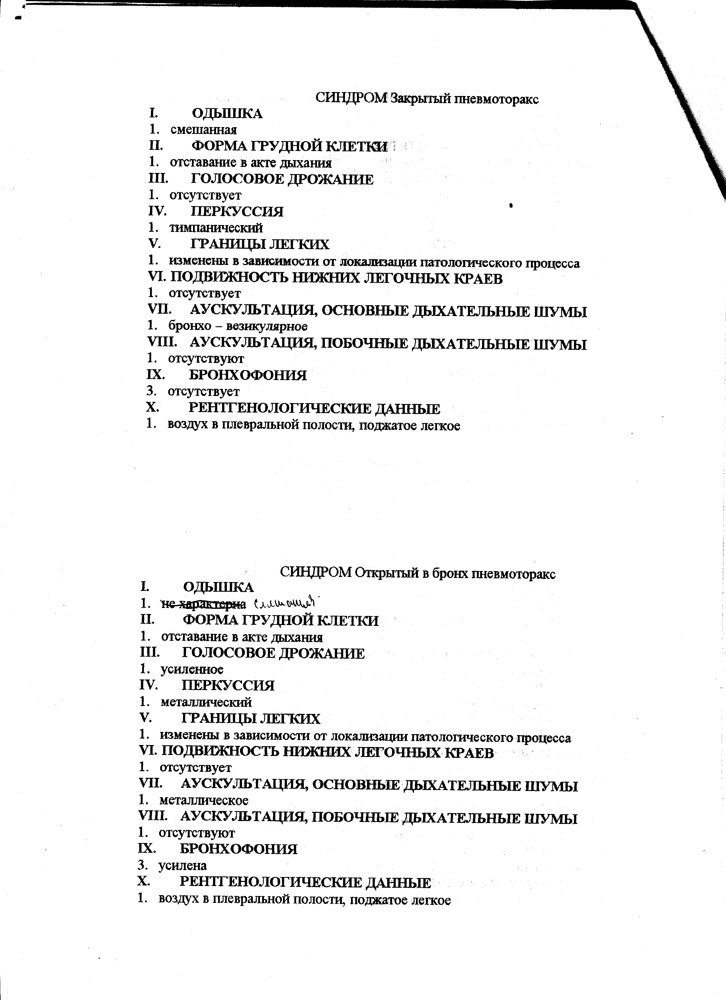 СИНДРОМ Закрытый пневмоторакс
I. ОДЫШКА
1. смешанная
II. ФОРМА ГРУДНОЙ КЛЕТКИ
1. отставание в акте дыхания
III. ГОЛОСОВОЕ ДРОЖАНИЕ
1. отсутствует
IV. ПЕРКУССИЯ
1. тимпанический
V. ГРАНИЦЫ ЛЕГКИХ
1. изменены в зависимости от локализации патологического процесса
VI. ПОДВИЖНОСТЬ НИЖНИХ ЛЕГОЧНЫХ КРАЕВ
1. отсутствует
VII. АУСКУЛЬТАЦИЯ, ОСНОВНЫЕ ДЫХАТЕЛЬНЫЕ ШУМЫ
1. бронхо – везикулярное
VIII. АУСКУЛЬТАЦИЯ, ПОБОЧНЫЕ ДЫХАТЕЛЬНЫЕ ШУМЫ
1. отсутствуют
IX. БРОНХОФОНИЯ
3. отсутствует
X. РЕНТГЕНОЛОГИЧЕСКИЕ ДАННЫЕ
1. воздух в плевральной полости, поджатое легкое
СИНДРОМ Открытый в бронх пневмоторакс
I. ОДЫШКА
1. не характерна смешанная
II. ФОРМА ГРУДНОЙ КЛЕТКИ
1. отставание в акте дыхания
III. ГОЛОСОВОЕ ДРОЖАНИЕ
1. усиленное
IV. ПЕРКУССИЯ
1. металлический
V. ГРАНИЦЫ ЛЕГКИХ
1. изменены в зависимости от локализации патологического процесса
VI. ПОДВИЖНОСТЬ НИЖНИХ ЛЕГОЧНЫХ КРАЕВ
1. отсутствует
VII. АУСКУЛЬТАЦИЯ, ОСНОВНЫЕ ДЫХАТЕЛЬНЫЕ ШУМЫ
1. металлическое
VIII. АУСКУЛЬТАЦИЯ, ПОБОЧНЫЕ ДЫХАТЕЛЬНЫЕ ШУМЫ
1. отсутствуют
IX. БРОНХОФОНИЯ
3. усилена
X. РЕНТГЕНОЛОГИЧЕСКИЕ ДАННЫЕ
1. воздух в плевральной полости, поджатое легкое